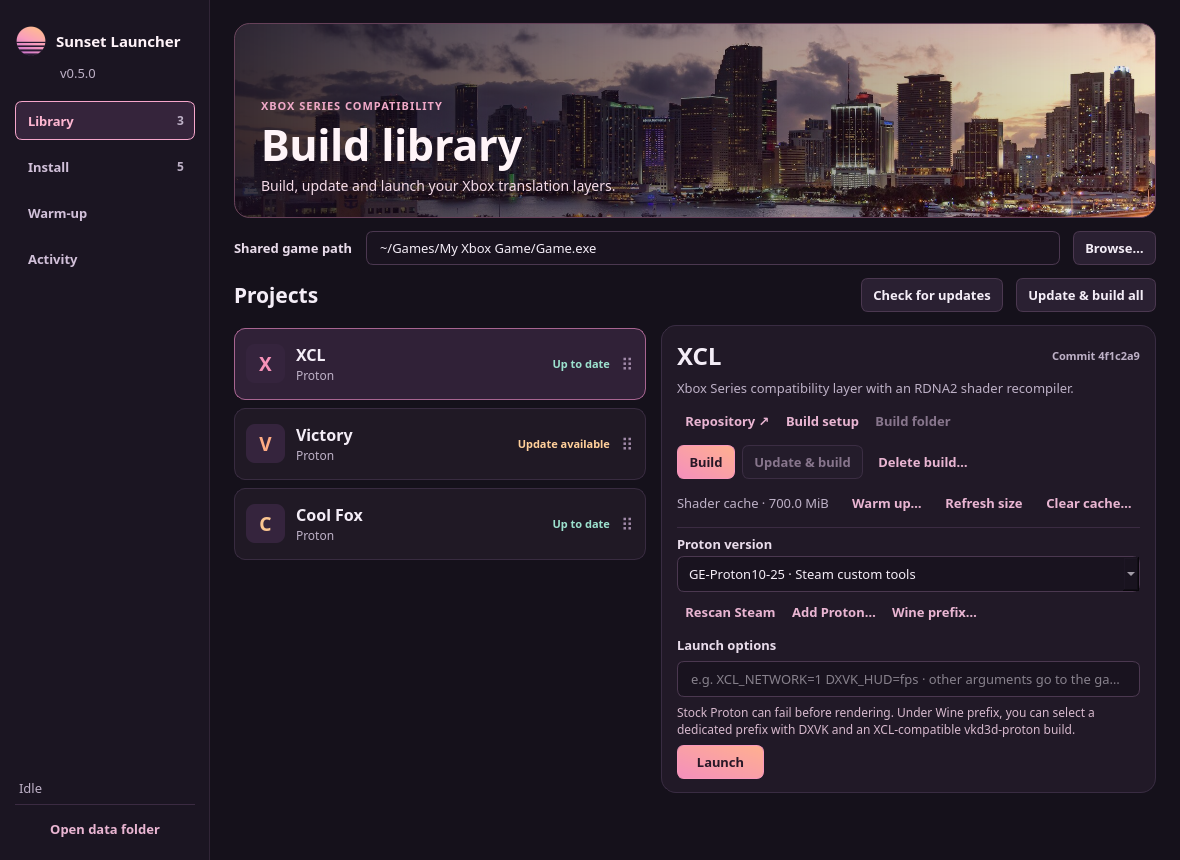 Sunset Launcher
v0.5.0
Library 3
Install 5
Warm-up
Activity
Idle
Open data folder
XBOX SERIES COMPATIBILITY
Build library
Build, update and launch your Xbox translation layers.
Shared game path ~/Games/My Xbox Game/Game.exe Browse...
Projects Check for updates Update & build all
X XCL
Proton
Up to date
V Victory
Proton
Update available
C Cool Fox
Proton
Up to date
XCL Commit 4f1c2a9
Xbox Series compatibility layer with an RDNA2 shader recompiler.
Repository ↗ Build setup Build folder
Build Update & build Delete build...
Shader cache · 700.0 MiB Warm up... Refresh size Clear cache...
Proton version
GE-Proton10-25 · Steam custom tools
Rescan Steam Add Proton... Wine prefix...
Launch options
e.g. XCL_NETWORK=1 DXVK_HUD=fps · other arguments go to the ga...
Stock Proton can fail before rendering. Under Wine prefix, you can select a
dedicated prefix with DXVK and an XCL-compatible vkd3d-proton build.
Launch